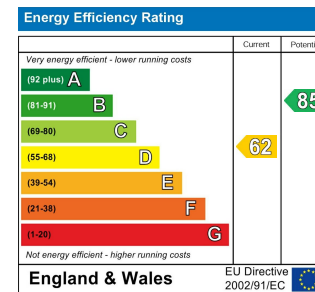 Energy Efficiency Rating
Current Potenti
Very energy efficient - lower running costs
(92 plus) A
(81-91) B
85
(69-80) C
(55-68) D
62
(39-54) E
(21-38) F
(1-20) G
Not energy efficient - higher running costs
England & Wales
EU Directive
2002/91/EC